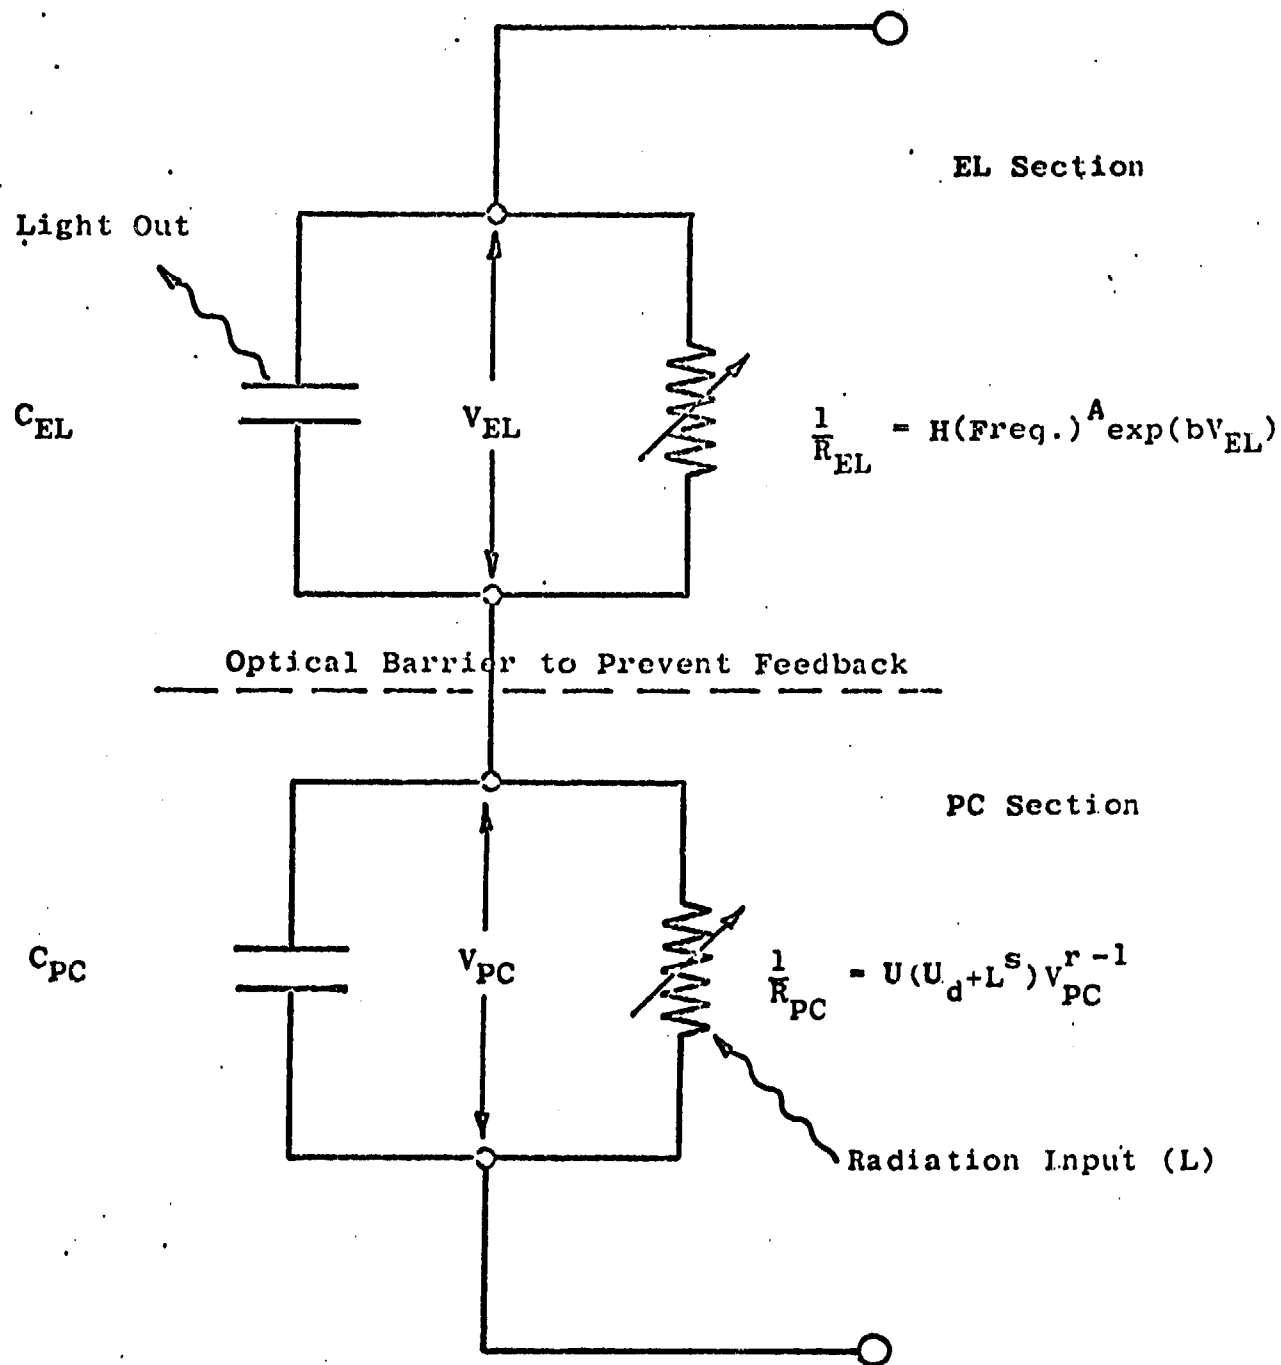 EL Section
Light Out
C_EL
V_EL
1/R_EL = H(Freq.)^A exp(bV_EL)
Optical Barrier to Prevent Feedback
PC Section
C_PC
V_PC
1/R_PC = U(U_d+L^s)V_PC^r-1
Radiation Input (L)